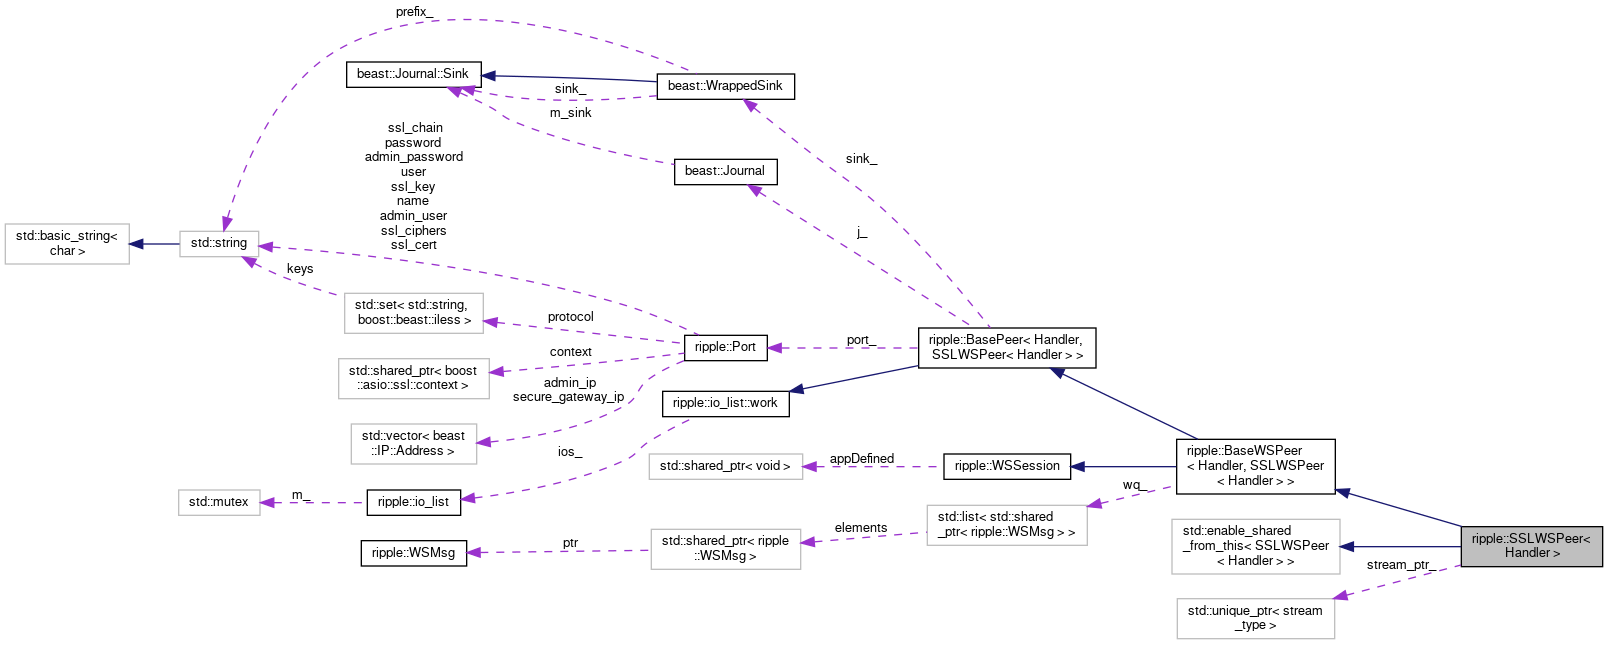 prefix_
beast::Journal::Sink
beast::WrappedSink
sink_
m_sink
ssl_chain
password
admin_password
user
ssl_key
name
admin_user
ssl_ciphers
ssl_cert
beast::Journal
sink_
j_
std::basic_string<
char >
std::string
keys
std::set< std::string,
boost::beast::iless >
protocol
ripple::Port
port_
ripple::BasePeer< Handler,
SSLWSPeer< Handler > >
context
std::shared_ptr< boost
::asio::ssl::context >
admin_ip
secure_gateway_ip
ripple::io_list::work
std::vector< beast
::IP::Address >
ios_
std::shared_ptr< void >
appDefined
ripple::WSSession
ripple::BaseWSPeer
< Handler, SSLWSPeer
< Handler > >
wq_
std::mutex
m_
ripple::io_list
std::list< std::shared
_ptr< ripple::WSMsg > >
elements
std::shared_ptr< ripple
::WSMsg >
ptr
ripple::WSMsg
std::enable_shared
_from_this< SSLWSPeer
< Handler > >
ripple::SSLWSPeer<
Handler >
stream_ptr_
std::unique_ptr< stream
_type >